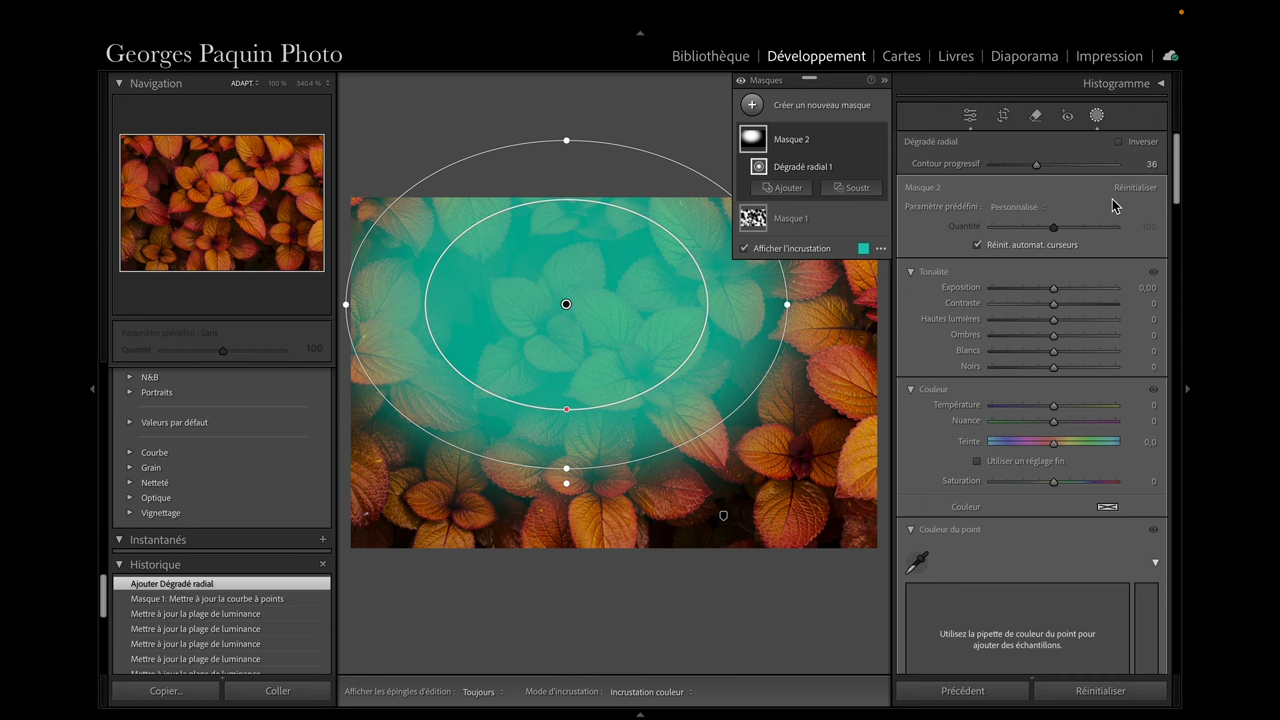 Georges Paquin Photo
Bibliothèque | Développement | Cartes | Livres | Diaporama | Impression
Navigation
ADAPT. 100 % 340.4 %
Paramètre prédéfini : Sans
Quantité 100
N&B
Portraits
Valeurs par défaut
Courbe
Grain
Netteté
Optique
Vignettage
Instantanés
Historique
Ajouter Dégradé radial
Masque 1: Mettre à jour la courbe à points
Mettre à jour la plage de luminance
Mettre à jour la plage de luminance
Mettre à jour la plage de luminance
Mettre à jour la plage de luminance
Copier...
Coller
Masques
Créer un nouveau masque
Masque 2
Dégradé radial 1
Ajouter
Soustr.
Masque 1
Afficher l'incrustation
Afficher les épingles d'édition : Toujours
Mode d'incrustation : Incrustation couleur
Histogramme
Dégradé radial
Inverser
Contour progressif 36
Masque 2
Réinitialiser
Paramètre prédéfini: Personnalisé
Quantité 100
Réinit. automat. curseurs
Tonalité
Exposition 0,00
Contraste 0
Hautes lumières 0
Ombres 0
Blancs 0
Noirs 0
Couleur
Température 0
Nuance 0
Teinte 0,0
Utiliser un réglage fin
Saturation 0
Couleur
Couleur du point
Utilisez la pipette de couleur du point pour
ajouter des échantillons.
Précédent
Réinitialiser